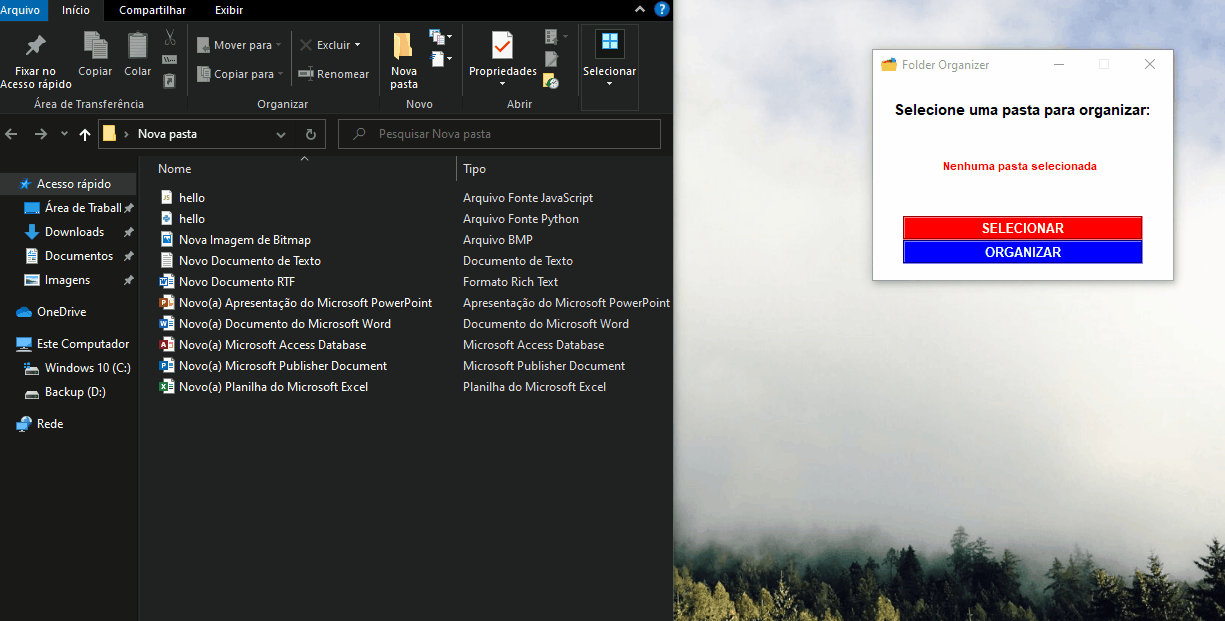 Arquivo Início Compartilhar Exibir
Fixar no Acesso rápido
Copiar
Colar
Área de Transferência
Mover para
Copiar para
Excluir
Renomear
Organizar
Nova pasta
Novo
Propriedades
Abrir
Selecionar
Nova pasta
Pesquisar Nova pasta
Acesso rápido
Área de Traball
Downloads
Documentos
Imagens
OneDrive
Este Computador
Windows 10 (C:)
Backup (D:)
Rede
Nome Tipo
hello Arquivo Fonte JavaScript
hello Arquivo Fonte Python
Nova Imagem de Bitmap Arquivo BMP
Novo Documento de Texto Documento de Texto
Novo Documento RTF Formato Rich Text
Novo(a) Apresentação do Microsoft PowerPoint Apresentação do Microsoft PowerPoint
Novo(a) Documento do Microsoft Word Documento do Microsoft Word
Novo(a) Microsoft Access Database Microsoft Access Database
Novo(a) Microsoft Publisher Document Microsoft Publisher Document
Novo(a) Planilha do Microsoft Excel Planilha do Microsoft Excel
Folder Organizer
Selecione uma pasta para organizar:
Nenhuma pasta selecionada
SELECIONAR
ORGANIZAR